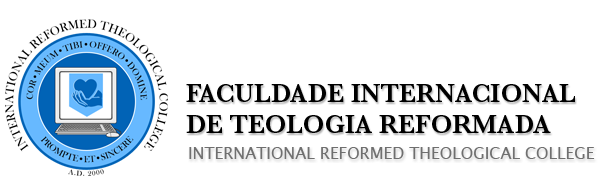 INTERNATIONAL REFORMED THEOLOGICAL COLLEGE
COR • MEUM • TIBI • OFFERO • DOMINE
PROMPTE • ET • SINCERE
A.D. 2000
FACULDADE INTERNACIONAL
DE TEOLOGIA REFORMADA
INTERNATIONAL REFORMED THEOLOGICAL COLLEGE